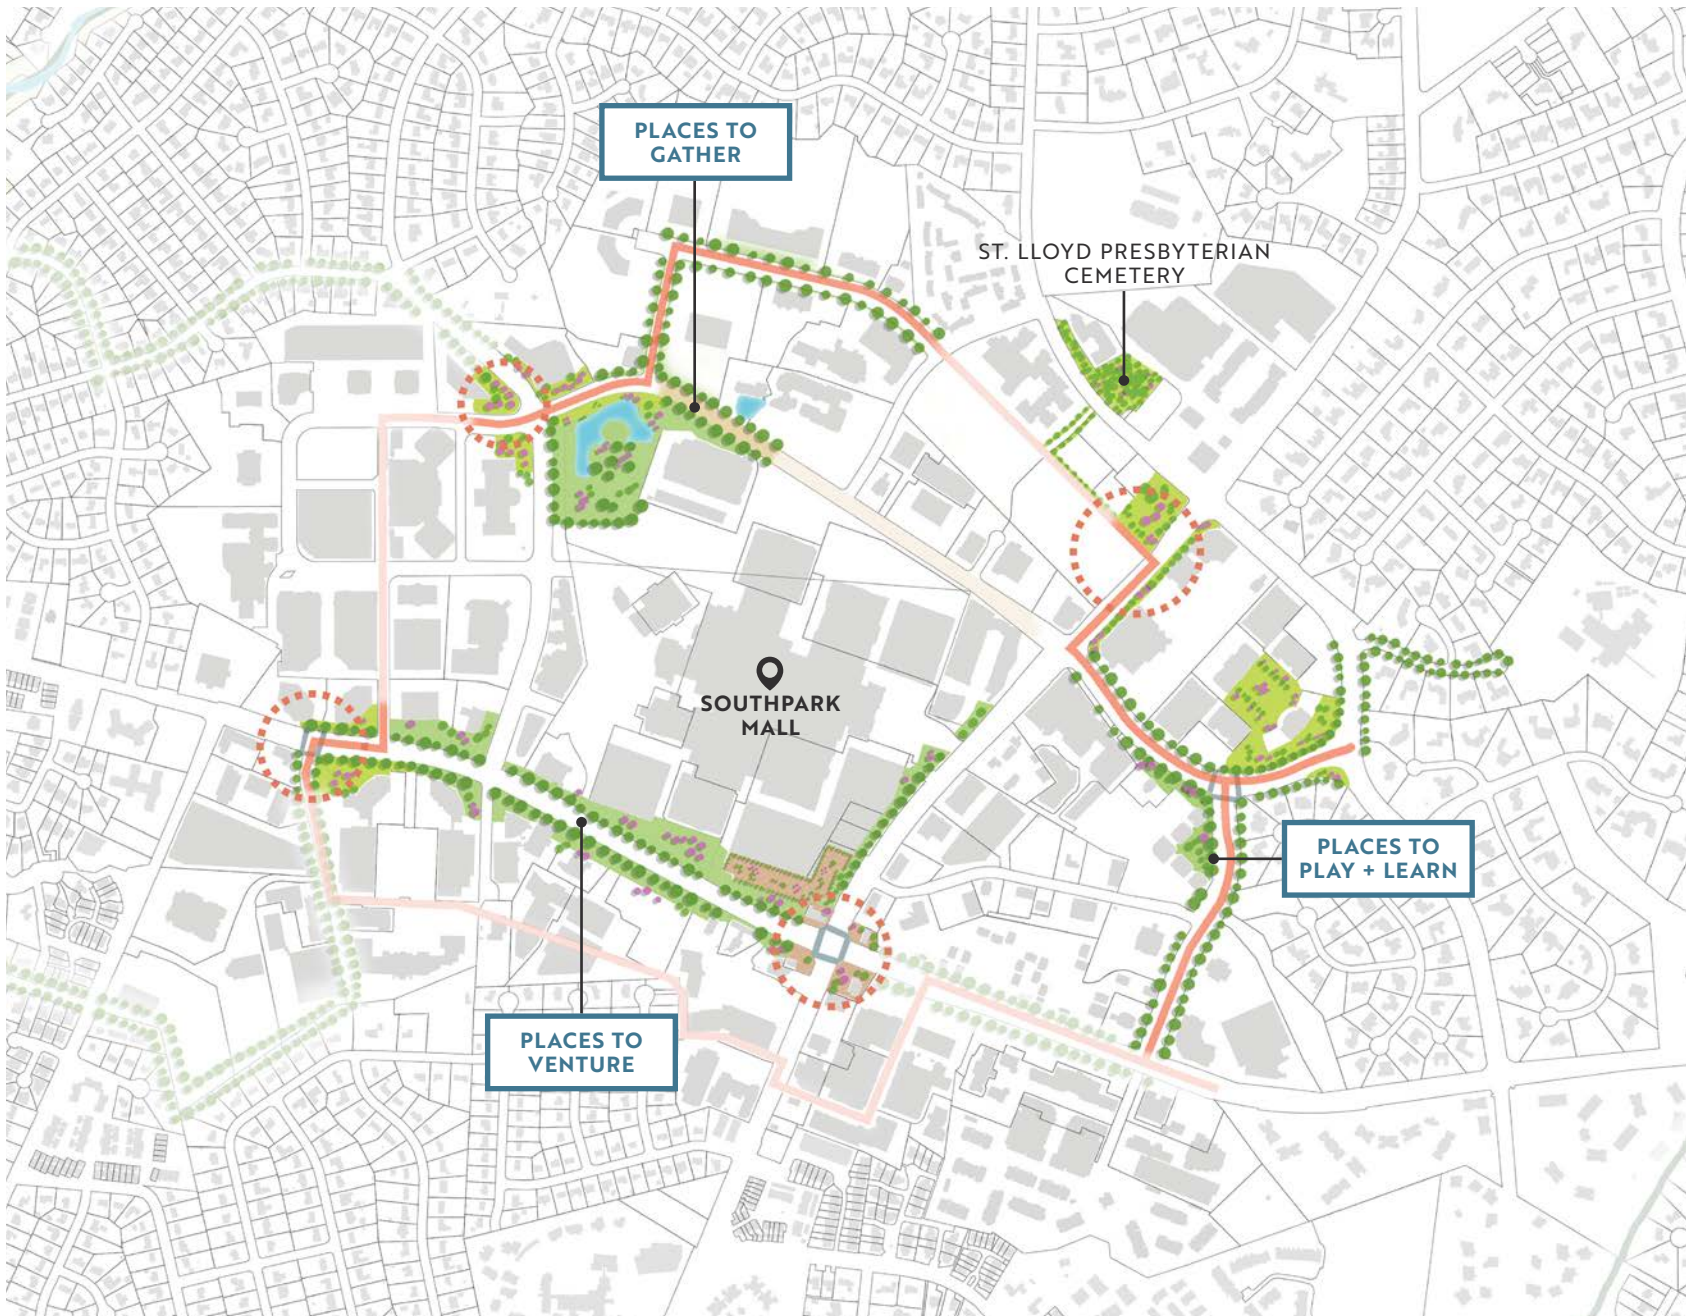 PLACES TO
GATHER
ST. LLOYD PRESBYTERIAN
CEMETERY
SOUTHPARK
MALL
PLACES TO
PLAY + LEARN
PLACES TO
VENTURE